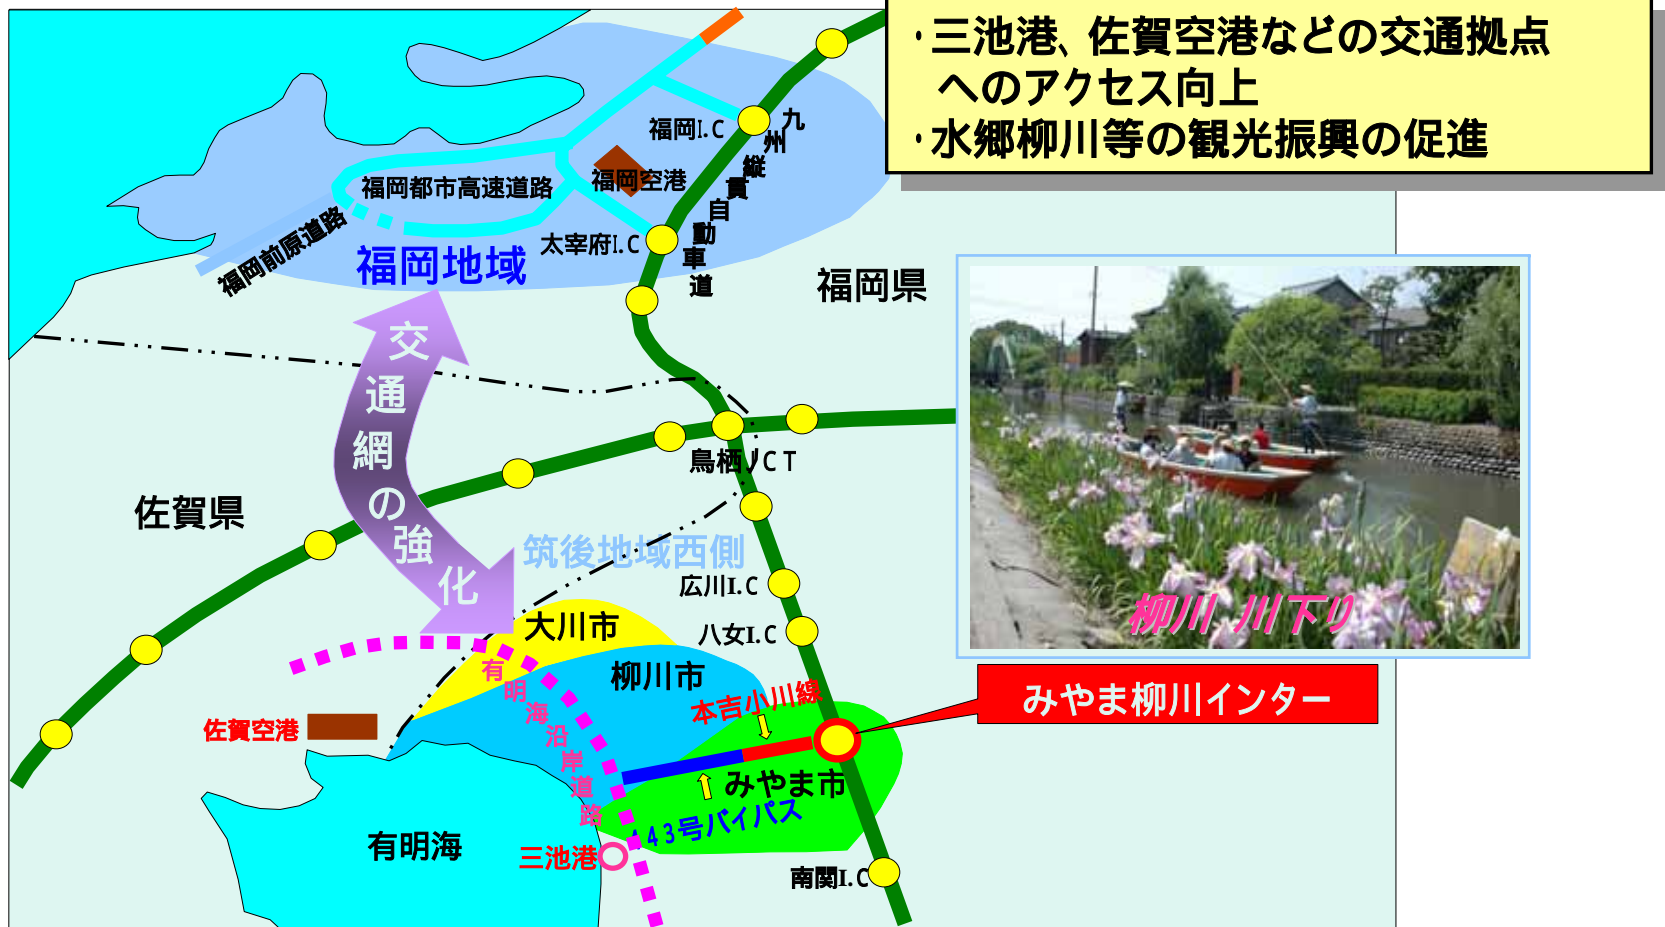 ・三池港、佐賀空港などの交通拠点
へのアクセス向上
・水郷柳川等の観光振興の促進
福岡I.C
九州縦貫自動車道
福岡空港
福岡都市高速道路
福岡前原道路
太宰府I.C
福岡地域
福岡県
交通網の強化
鳥栖JCT
佐賀県
筑後地域西側
広川I.C
八女I.C
大川市
柳川市
柳川 川下り
みやま柳川インター
有明海沿岸道路
本吉小川線
佐賀空港
みやま市
443号バイパス
有明海
三池港
南関I.C